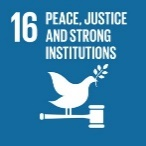 16 PEACE, JUSTICE
AND STRONG
INSTITUTIONS